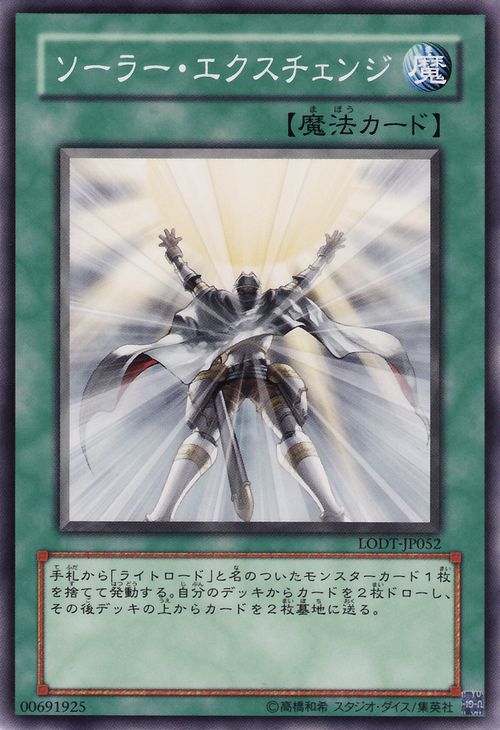 ソーラー・エクスチェンジ 魔
【魔法カード】
LODT-JP052
手札から「ライトロード」と名のついたモンスターカード1枚
を捨てて発動する。自分のデッキからカードを2枚ドローし、
その後デッキの上からカードを2枚墓地に送る。
00691925
©高橋和希 スタジオ・ダイス/集英社